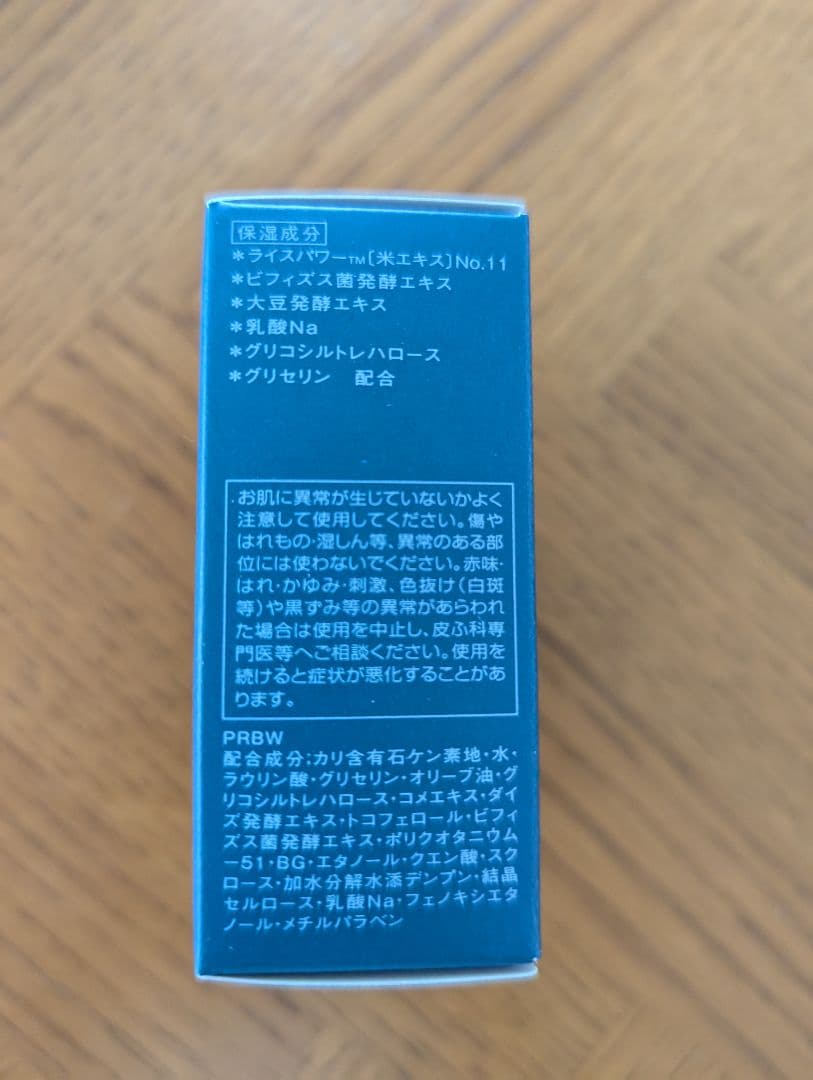 保湿成分
*ライスパワー™〔米エキス〕No.11
*ビフィズス菌発酵エキス
*大豆発酵エキス
*乳酸Na
*グリコシルトレハロース
*グリセリン 配合
お肌に異常が生じていないかよく
注意して使用してください。傷や
はれもの・湿しん等、異常のある部
位には使わないでください。赤味・
はれ・かゆみ・刺激、色抜け(白斑
等)や黒ずみ等の異常があらわれ
た場合は使用を中止し、皮ふ科専
門医等へご相談ください。使用を
続けると症状が悪化することがあ
ります。
PRBW
配合成分;カリ含有石ケン素地・水・
ラウリン酸・グリセリン・オリーブ油・グ
リコシルトレハロース・コメエキス・ダイ
ズ発酵エキス・トコフェロール・ビフィ
ズス菌発酵エキス・ポリクオタニウム
-51・BG・エタノール・クエン酸・スク
ロース・加水分解水添デンプン・結晶
セルロース・乳酸Na・フェノキシエタ
ノール・メチルパラベン